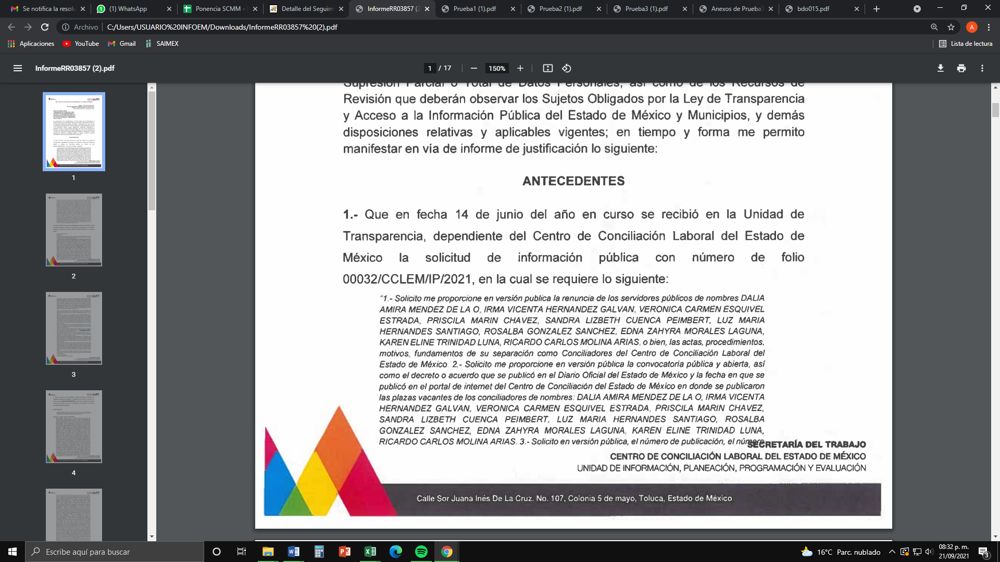 Se notifica la resolu
(1) WhatsApp
Ponencia SCMM -
Detalle del Seguim
InformeRR03857 (2
Prueba1 (1).pdf
Prueba2 (1).pdf
Prueba3 (1).pdf
Anexos de Prueba3
bdo015.pdf
Archivo
C:/Users/USUARIO%20INFOEM/Downloads/InformeRR03857%20(2).pdf
A
Aplicaciones
YouTube
Gmail
SAIMEX
Lista de lectura
InformeRR03857 (2).pdf
1 / 17
150%
1
2
3
4
Supresión Parcial o Total de Datos Personales, así como de los Recursos de
Revisión que deberán observar los Sujetos Obligados por la Ley de Transparencia
y Acceso a la Información Pública del Estado de México y Municipios, y demás
disposiciones relativas y aplicables vigentes; en tiempo y forma me permito
manifestar en vía de informe de justificación lo siguiente:
ANTECEDENTES
1.- Que en fecha 14 de junio del año en curso se recibió en la Unidad de
Transparencia, dependiente del Centro de Conciliación Laboral del Estado de
México la solicitud de información pública con número de folio
00032/CCLEM/IP/2021, en la cual se requiere lo siguiente:
"1.- Solicito me proporcione en versión publica la renuncia de los servidores públicos de nombres DALIA
AMIRA MENDEZ DE LA O, IRMA VICENTA HERNANDEZ GALVAN, VERONICA CARMEN ESQUIVEL
ESTRADA, PRISCILA MARIN CHAVEZ, SANDRA LIZBETH CUENCA PEIMBERT, LUZ MARIA
HERNANDES SANTIAGO, ROSALBA GONZALEZ SANCHEZ, EDNA ZAHYRA MORALES LAGUNA,
KAREN ELINE TRINIDAD LUNA, RICARDO CARLOS MOLINA ARIAS, o bien, las actas, procedimientos,
motivos, fundamentos de su separación como Conciliadores del Centro de Conciliación Laboral del
Estado de México. 2.- Solicito me proporcione en versión pública la convocatoria pública y abierta, así
como el decreto o acuerdo que se publicó en el Diario Oficial del Estado de México y la fecha en que se
publicó en el portal de internet del Centro de Conciliación del Estado de México en donde se publicaron
las plazas vacantes de los conciliadores de nombres: DALIA AMIRA MENDEZ DE LA O, IRMA VICENTA
HERNANDEZ GALVAN, VERONICA CARMEN ESQUIVEL ESTRADA, PRISCILA MARIN CHAVEZ,
SANDRA LIZBETH CUENCA PEIMBERT, LUZ MARIA HERNANDES SANTIAGO, ROSALBA
GONZALEZ SANCHEZ, EDNA ZAHYRA MORALES LAGUNA, KAREN ELINE TRINIDAD LUNA,
RICARDO CARLOS MOLINA ARIAS. 3.- Solicito en versión pública, el número de publicación, el número
SECRETARÍA DEL TRABAJO
CENTRO DE CONCILIACIÓN LABORAL DEL ESTADO DE MÉXICO
UNIDAD DE INFORMACIÓN, PLANEACIÓN, PROGRAMACIÓN Y EVALUACIÓN
Calle Sor Juana Inés De La Cruz. No. 107, Colonia 5 de mayo, Toluca, Estado de México
Escribe aquí para buscar
16°C Parc. nublado
08:32 p. m.
21/09/2021
3